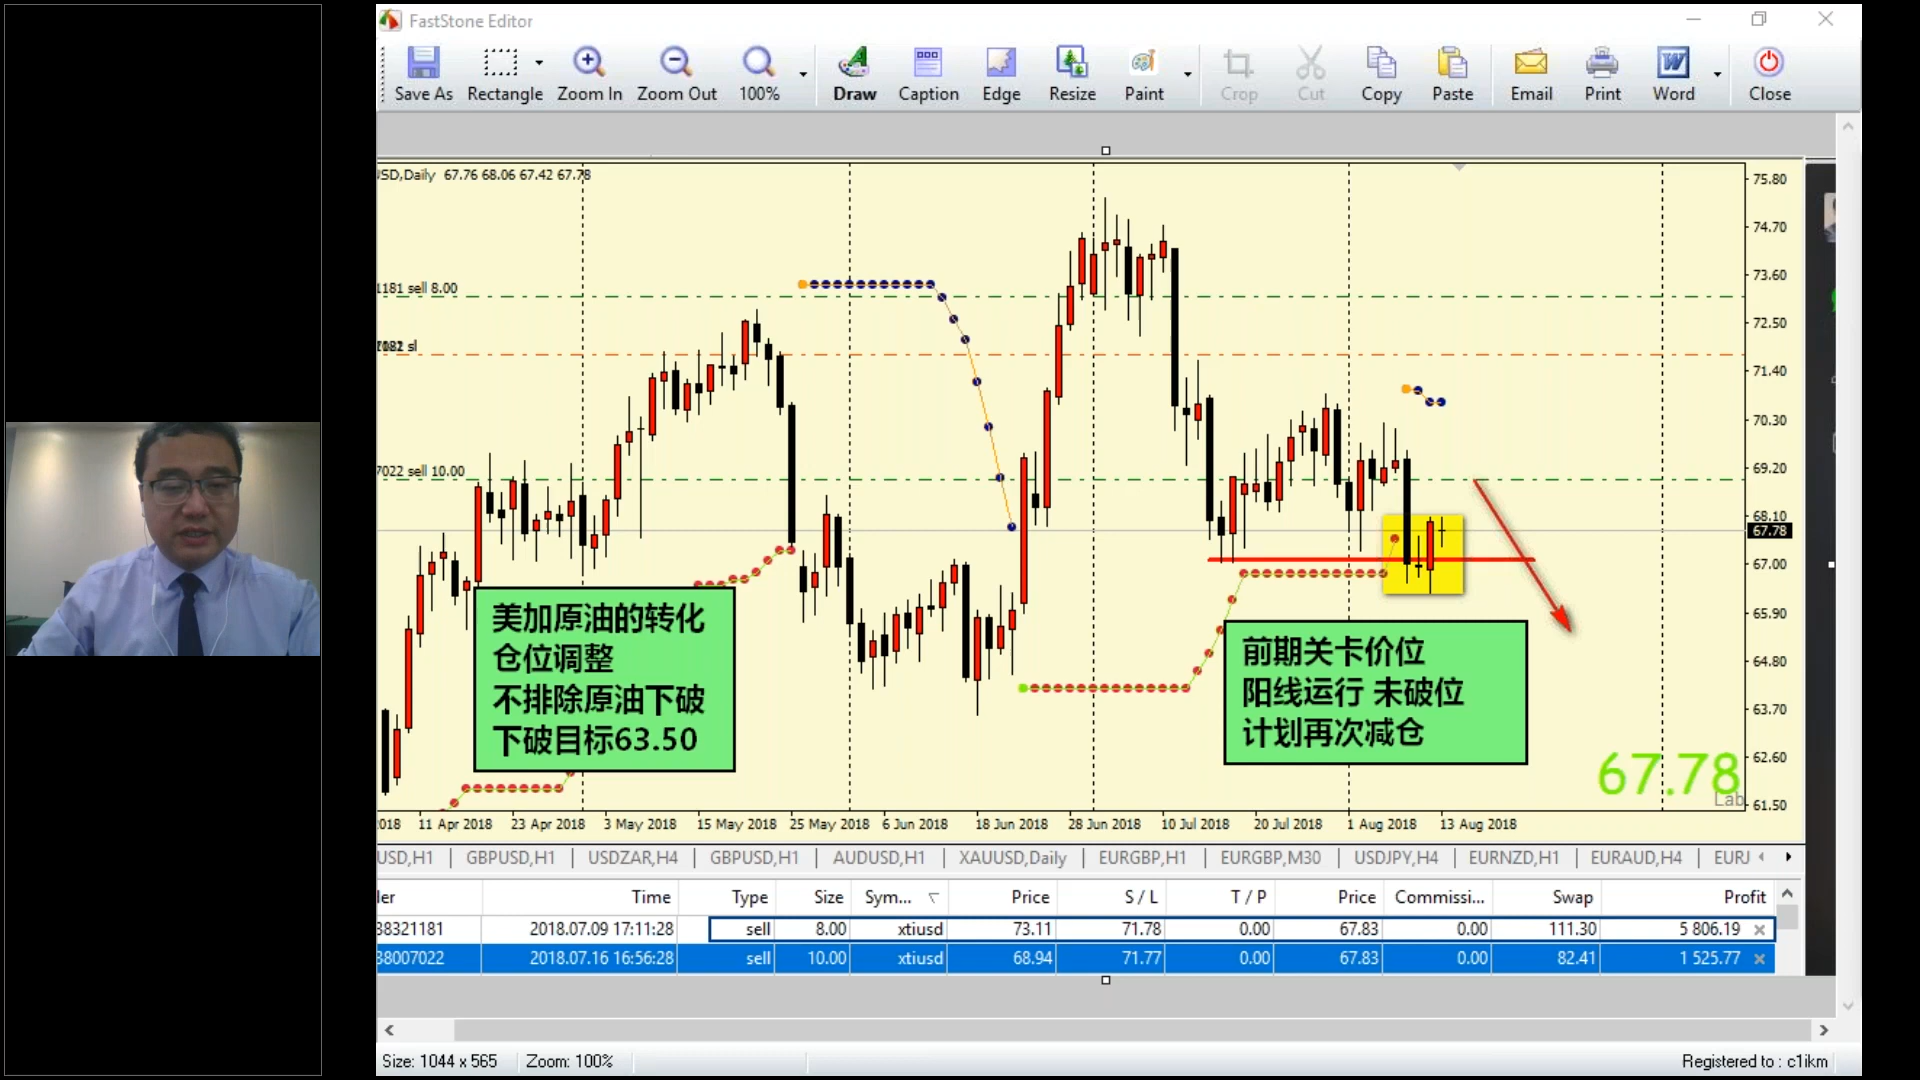 FastStone Editor
Save As Rectangle Zoom In Zoom Out 100% Draw Caption Edge Resize Paint Crop Cut Copy Paste Email Print Word Close
USD,Daily 67.76 68.06 67.42 67.78
75.80
74.70
73.60
1181 sell 8.00
72.50
sl
71.40
70.30
7022 sell 10.00
69.20
68.10
67.78
67.00
65.90
64.80
63.70
62.60
61.50
美加原油的转化
仓位调整
不排除原油下破
下破目标63.50
前期关卡价位
阳线运行 未破位
计划再次减仓
67.78
Lab
2018 11 Apr 2018 23 Apr 2018 3 May 2018 15 May 2018 25 May 2018 6 Jun 2018 18 Jun 2018 28 Jun 2018 10 Jul 2018 20 Jul 2018 1 Aug 2018 13 Aug 2018
USD,H1 GBPUSD,H1 USDZAR,H4 GBPUSD,H1 AUDUSD,H1 XAUUSD,Daily EURGBP,H1 EURGBP,M30 USDJPY,H4 EURNZD,H1 EURAUD,H4 EURJ
der Time Type Size Sym... Price S / L T / P Price Commissi... Swap Profit
38321181 2018.07.09 17:11:28 sell 8.00 xtiusd 73.11 71.78 0.00 67.83 0.00 111.30 5 806.19
38007022 2018.07.16 16:56:28 sell 10.00 xtiusd 68.94 71.77 0.00 67.83 0.00 82.41 1 525.77
Size: 1044 x 565 Zoom: 100% Registered to : c1ikm